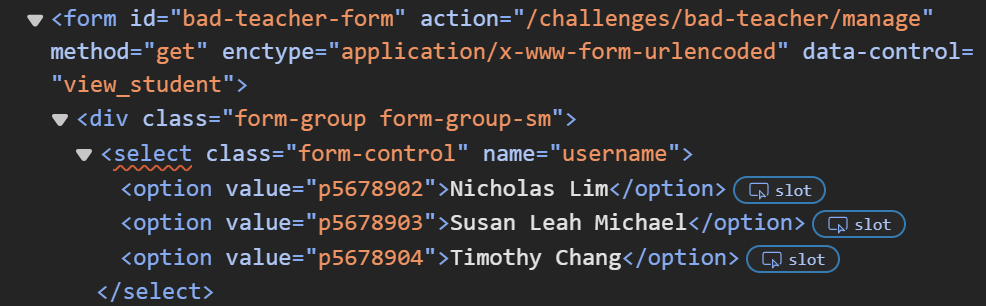 <form id="bad-teacher-form" action="/challenges/bad-teacher/manage"
method="get" enctype="application/x-www-form-urlencoded" data-control=
"view_student">
<div class="form-group form-group-sm">
<select class="form-control" name="username">
<option value="p5678902">Nicholas Lim</option> slot
<option value="p5678903">Susan Leah Michael</option> slot
<option value="p5678904">Timothy Chang</option> slot
</select>